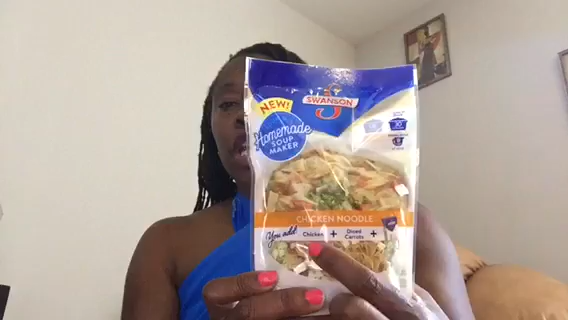 NEW!
SWANSON
Homemade
SOUP
MAKER
CHICKEN NOODLE
You add:
Chicken + Diced Carrots +